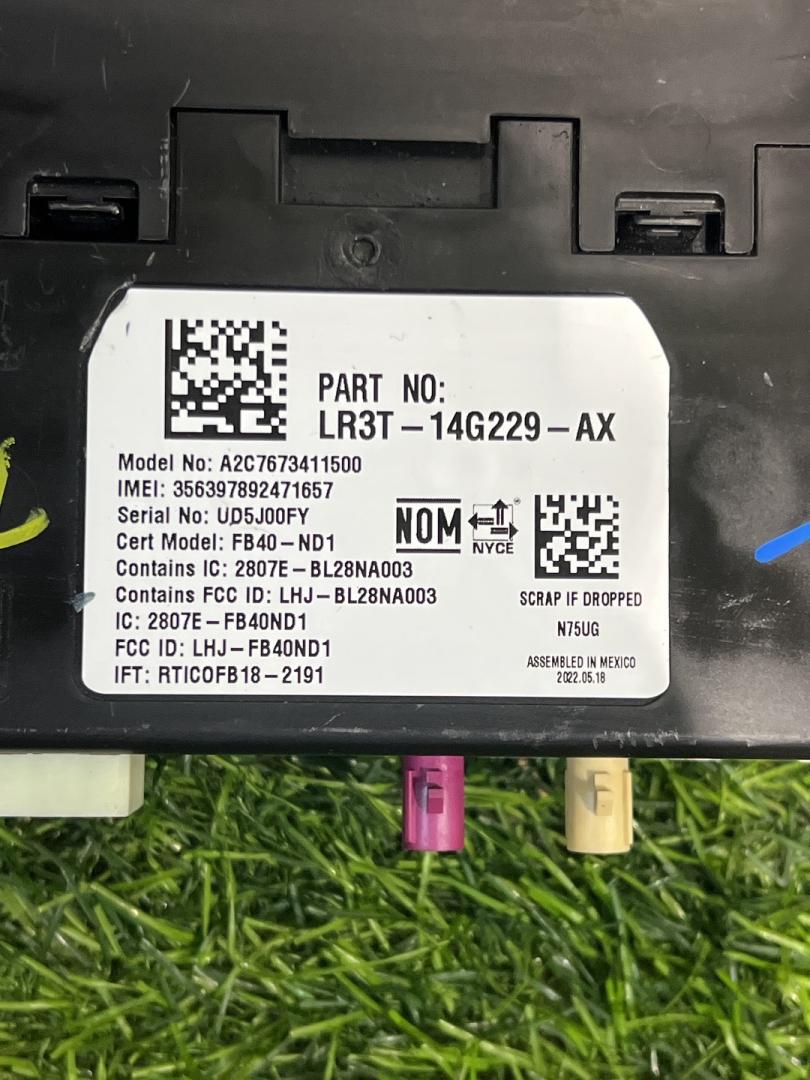 PART NO:
LR3T-14G229-AX
Model No: A2C7673411500
IMEI: 356397892471657
Serial No: UD5J00FY
Cert Model: FB40-ND1
Contains IC: 2807E-BL28NA003
Contains FCC ID: LHJ-BL28NA003
IC: 2807E-FB40ND1
FCC ID: LHJ-FB40ND1
IFT: RTICOFB18-2191
NOM
NYCE
SCRAP IF DROPPED
N75UG
ASSEMBLED IN MEXICO
2022.05.18